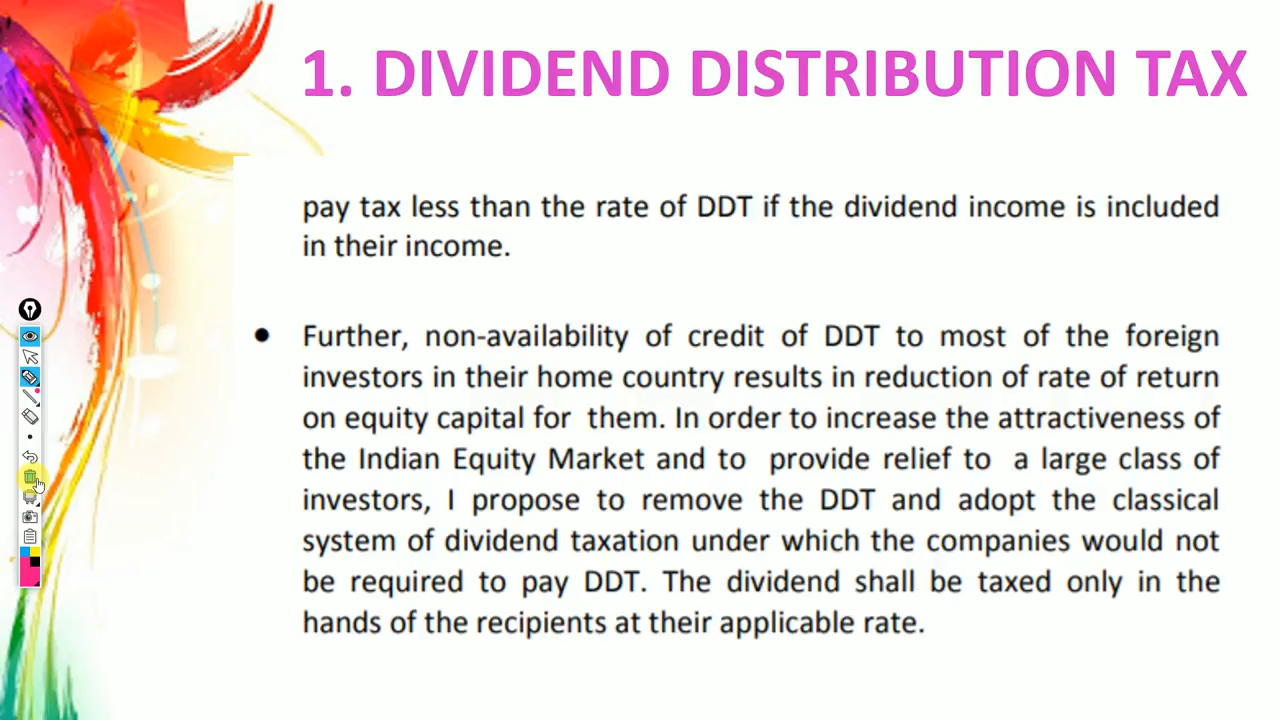 1. DIVIDEND DISTRIBUTION TAX
pay tax less than the rate of DDT if the dividend income is included
in their income.
• Further, non-availability of credit of DDT to most of the foreign
investors in their home country results in reduction of rate of return
on equity capital for them. In order to increase the attractiveness of
the Indian Equity Market and to provide relief to a large class of
investors, I propose to remove the DDT and adopt the classical
system of dividend taxation under which the companies would not
be required to pay DDT. The dividend shall be taxed only in the
hands of the recipients at their applicable rate.